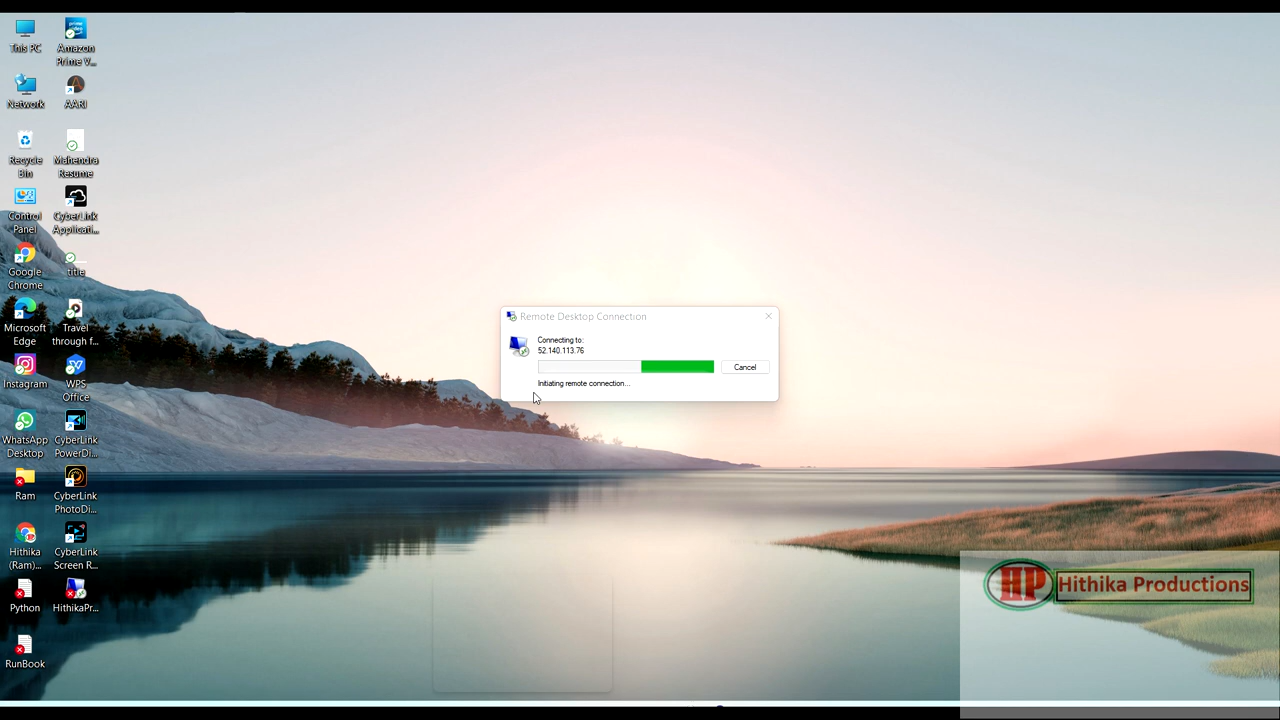 This PC
Amazon
Prime V...
Network
AARI
Recycle
Bin
Mahendra
Resume
Control
Panel
CyberLink
Applicati...
Google
Chrome
title
Microsoft
Edge
Travel
through f...
Instagram
WPS
Office
WhatsApp
Desktop
CyberLink
PowerDi...
Ram
CyberLink
PhotoDi...
Hithika
(Ram)...
CyberLink
Screen R...
Python
HithikaPr...
RunBook
Remote Desktop Connection
Connecting to:
52.140.113.76
Cancel
Initiating remote connection...
HP Hithika Productions